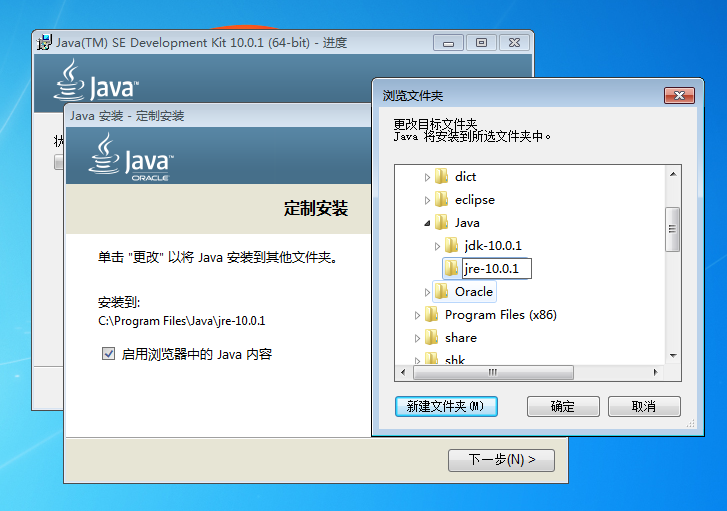 Java(TM) SE Development Kit 10.0.1 (64-bit) - 进度
Java™
Java 安装 - 定制安装
Java™
ORACLE
定制安装
单击 "更改" 以将 Java 安装到其他文件夹。
安装到:
C:\Program Files\Java\jre-10.0.1
启用浏览器中的 Java 内容
下一步(N) >
浏览文件夹
更改目标文件夹
Java 将安装到所选文件夹中。
dict
eclipse
Java
jdk-10.0.1
jre-10.0.1
Oracle
Program Files (x86)
share
shk
新建文件夹(M)
确定
取消